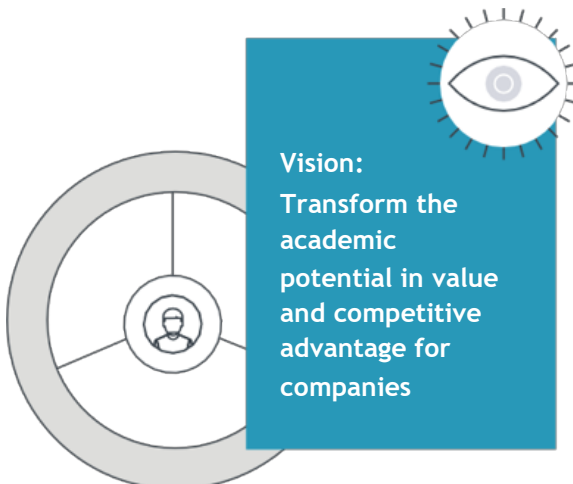 Vision:
Transform the
academic
potential in value
and competitive
advantage for
companies